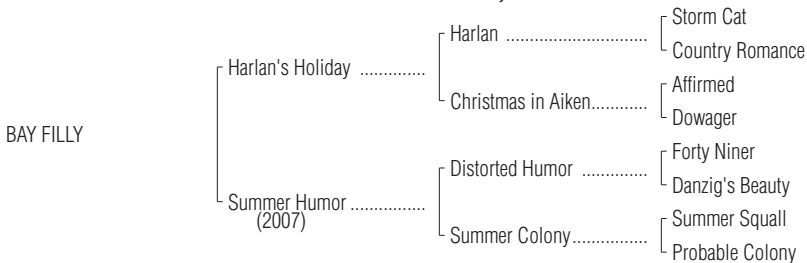 Storm Cat
Harlan ..............................
Country Romance
Harlan's Holiday ..............
Affirmed
Christmas in Aiken............
Dowager
BAY FILLY
Forty Niner
Distorted Humor ..............
Danzig's Beauty
Summer Humor ................
(2007)
Summer Squall
Summer Colony................
Probable Colony